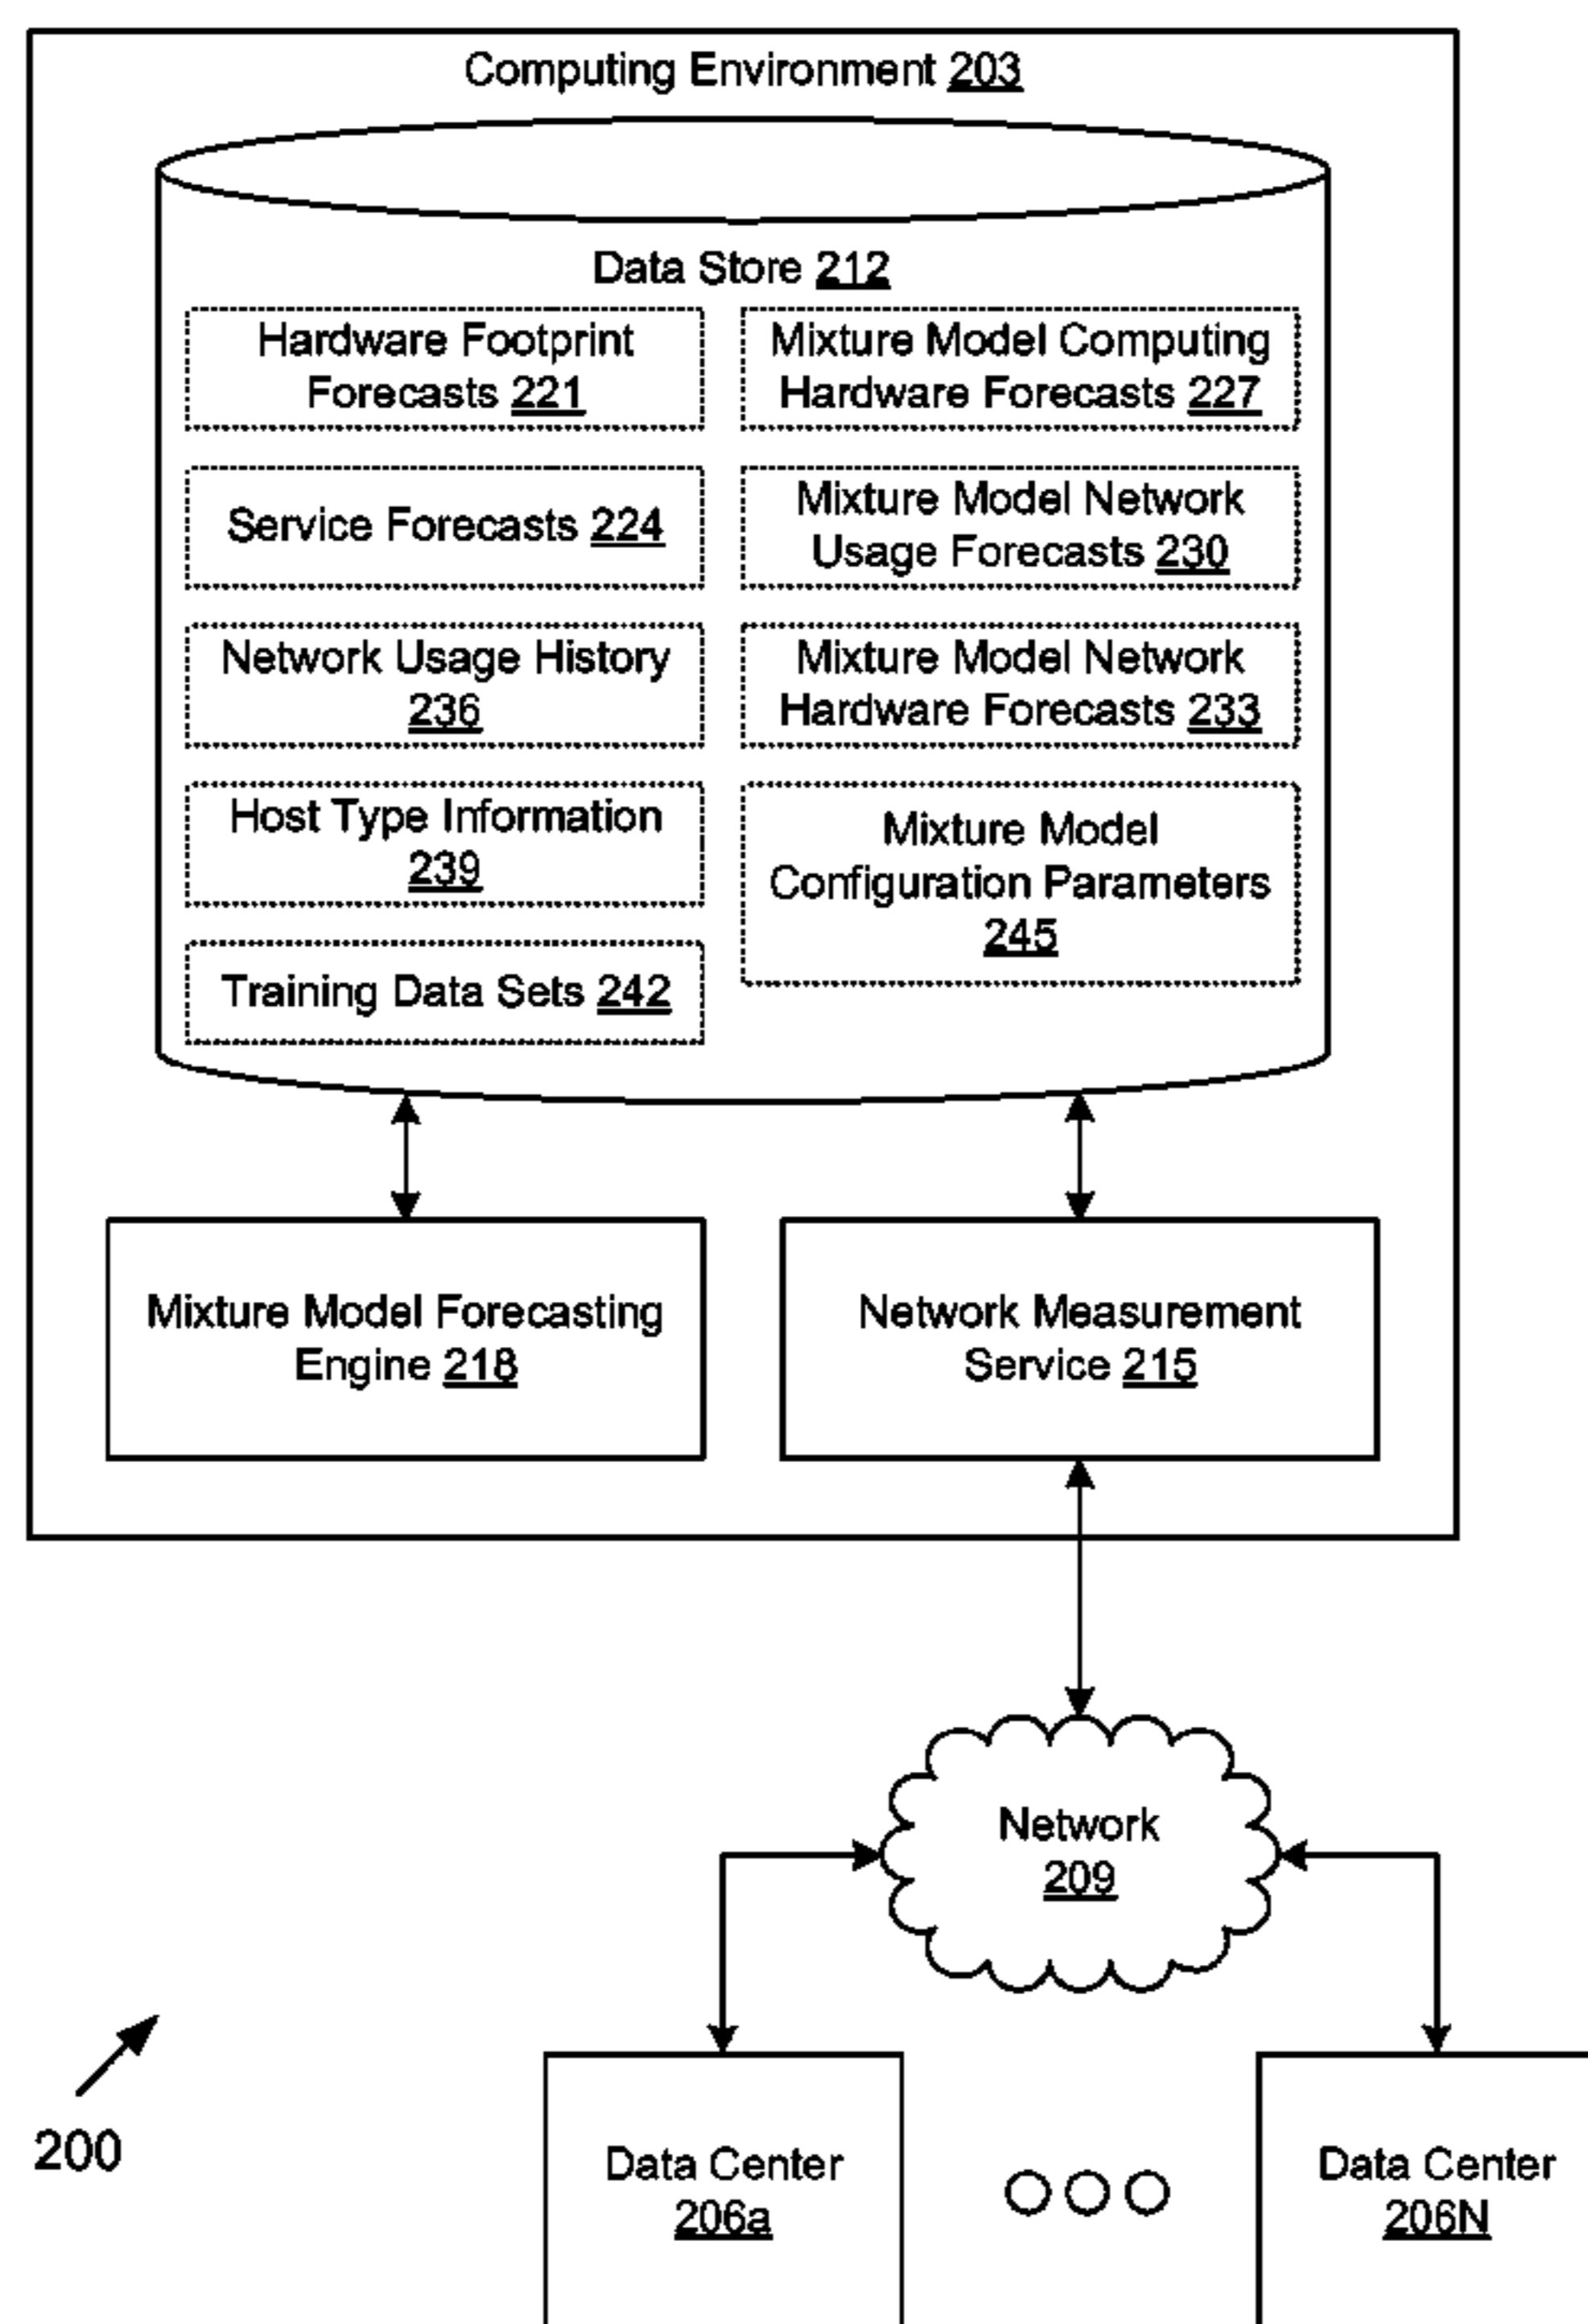 Computing Environment 203
Data Store 212
Hardware Footprint
Forecasts 221
Mixture Model Computing
Hardware Forecasts 227
Service Forecasts 224
Mixture Model Network
Usage Forecasts 230
Network Usage History
236
Mixture Model Network
Hardware Forecasts 233
Host Type Information
239
Mixture Model
Configuration Parameters
245
Training Data Sets 242
Mixture Model Forecasting
Engine 218
Network Measurement
Service 215
Network
209
200
Data Center
206a
Data Center
206N